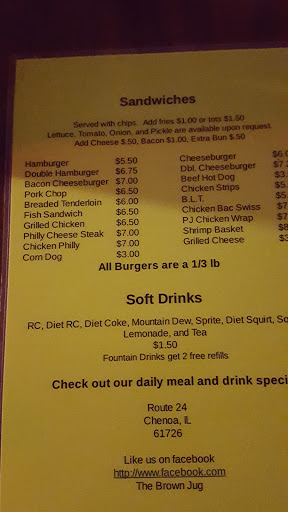 Sandwiches
Served with chips. Add fries $1.00 or tots $1.50
Lettuce, Tomato, Onion, and Pickle are available upon request
Add Cheese $.50, Bacon $1.00, Extra Bun $.50
Hamburger $5.50
Double Hamburger $6.75
Bacon Cheeseburger $7.00
Pork Chop $6.50
Breaded Tenderloin $6.00
Fish Sandwich $6.50
Grilled Chicken $6.50
Philly Cheese Steak $7.00
Chicken Philly $7.00
Corn Dog $3.00
Cheeseburger
Dbl. Cheeseburger
Beef Hot Dog
Chicken Strips
B.L.T.
Chicken Bac Swiss
PJ Chicken Wrap
Shrimp Basket
Grilled Cheese
All Burgers are a 1/3 lb
Soft Drinks
RC, Diet RC, Diet Coke, Mountain Dew, Sprite, Diet Squirt,
Lemonade, and Tea
$1.50
Fountain Drinks get 2 free refills
Check out our daily meal and drink
Route 24
Chenoa, IL
61726
Like us on facebook
http://www.facebook.com
The Brown Jug